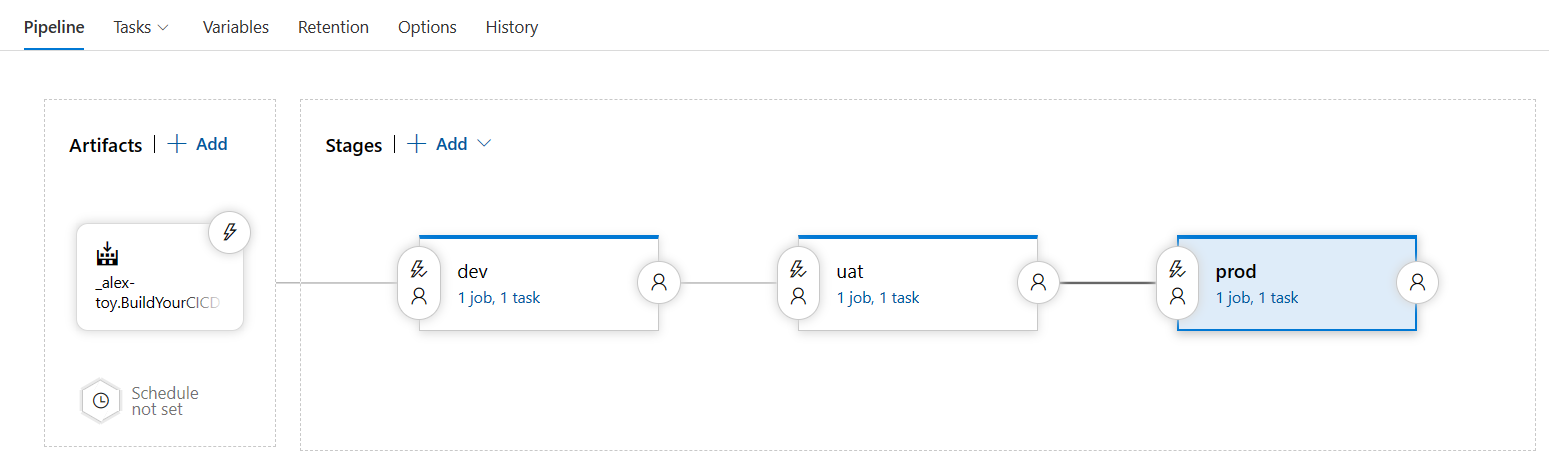 Pipeline Tasks Variables Retention Options History
Artifacts | + Add
Stages | + Add
_alex-
toy.BuildYourCICD
dev
1 job, 1 task
uat
1 job, 1 task
prod
1 job, 1 task
Schedule
not set